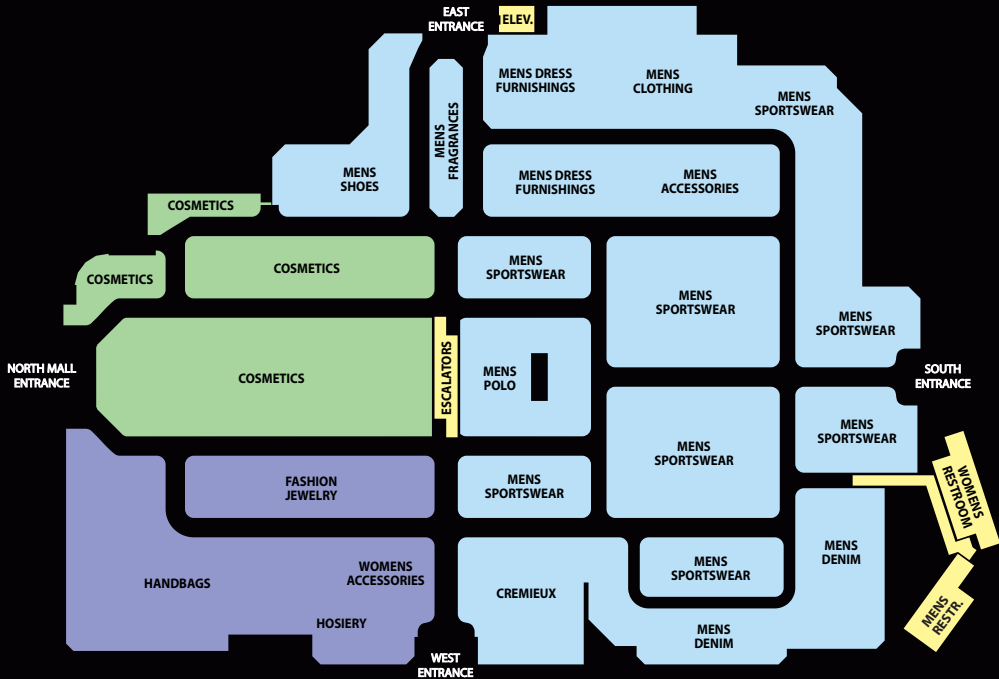 EAST
ENTRANCE
ELEV.
MENS DRESS
FURNISHINGS
MENS
CLOTHING
MENS
SPORTSWEAR
MENS
FRAGRANCES
MENS
SHOES
MENS DRESS
FURNISHINGS
MENS
ACCESSORIES
COSMETICS
COSMETICS
COSMETICS
MENS
SPORTSWEAR
MENS
SPORTSWEAR
MENS
SPORTSWEAR
NORTH MALL
ENTRANCE
COSMETICS
ESCALATORS
MENS
POLO
SOUTH
ENTRANCE
MENS
SPORTSWEAR
MENS
SPORTSWEAR
FASHION
JEWELRY
MENS
SPORTSWEAR
WOMENS
RESTROOM
HANDBAGS
WOMENS
ACCESSORIES
CREMIEUX
MENS
SPORTSWEAR
MENS
DENIM
HOSIERY
MENS
DENIM
MENS
RESTR.
WEST
ENTRANCE